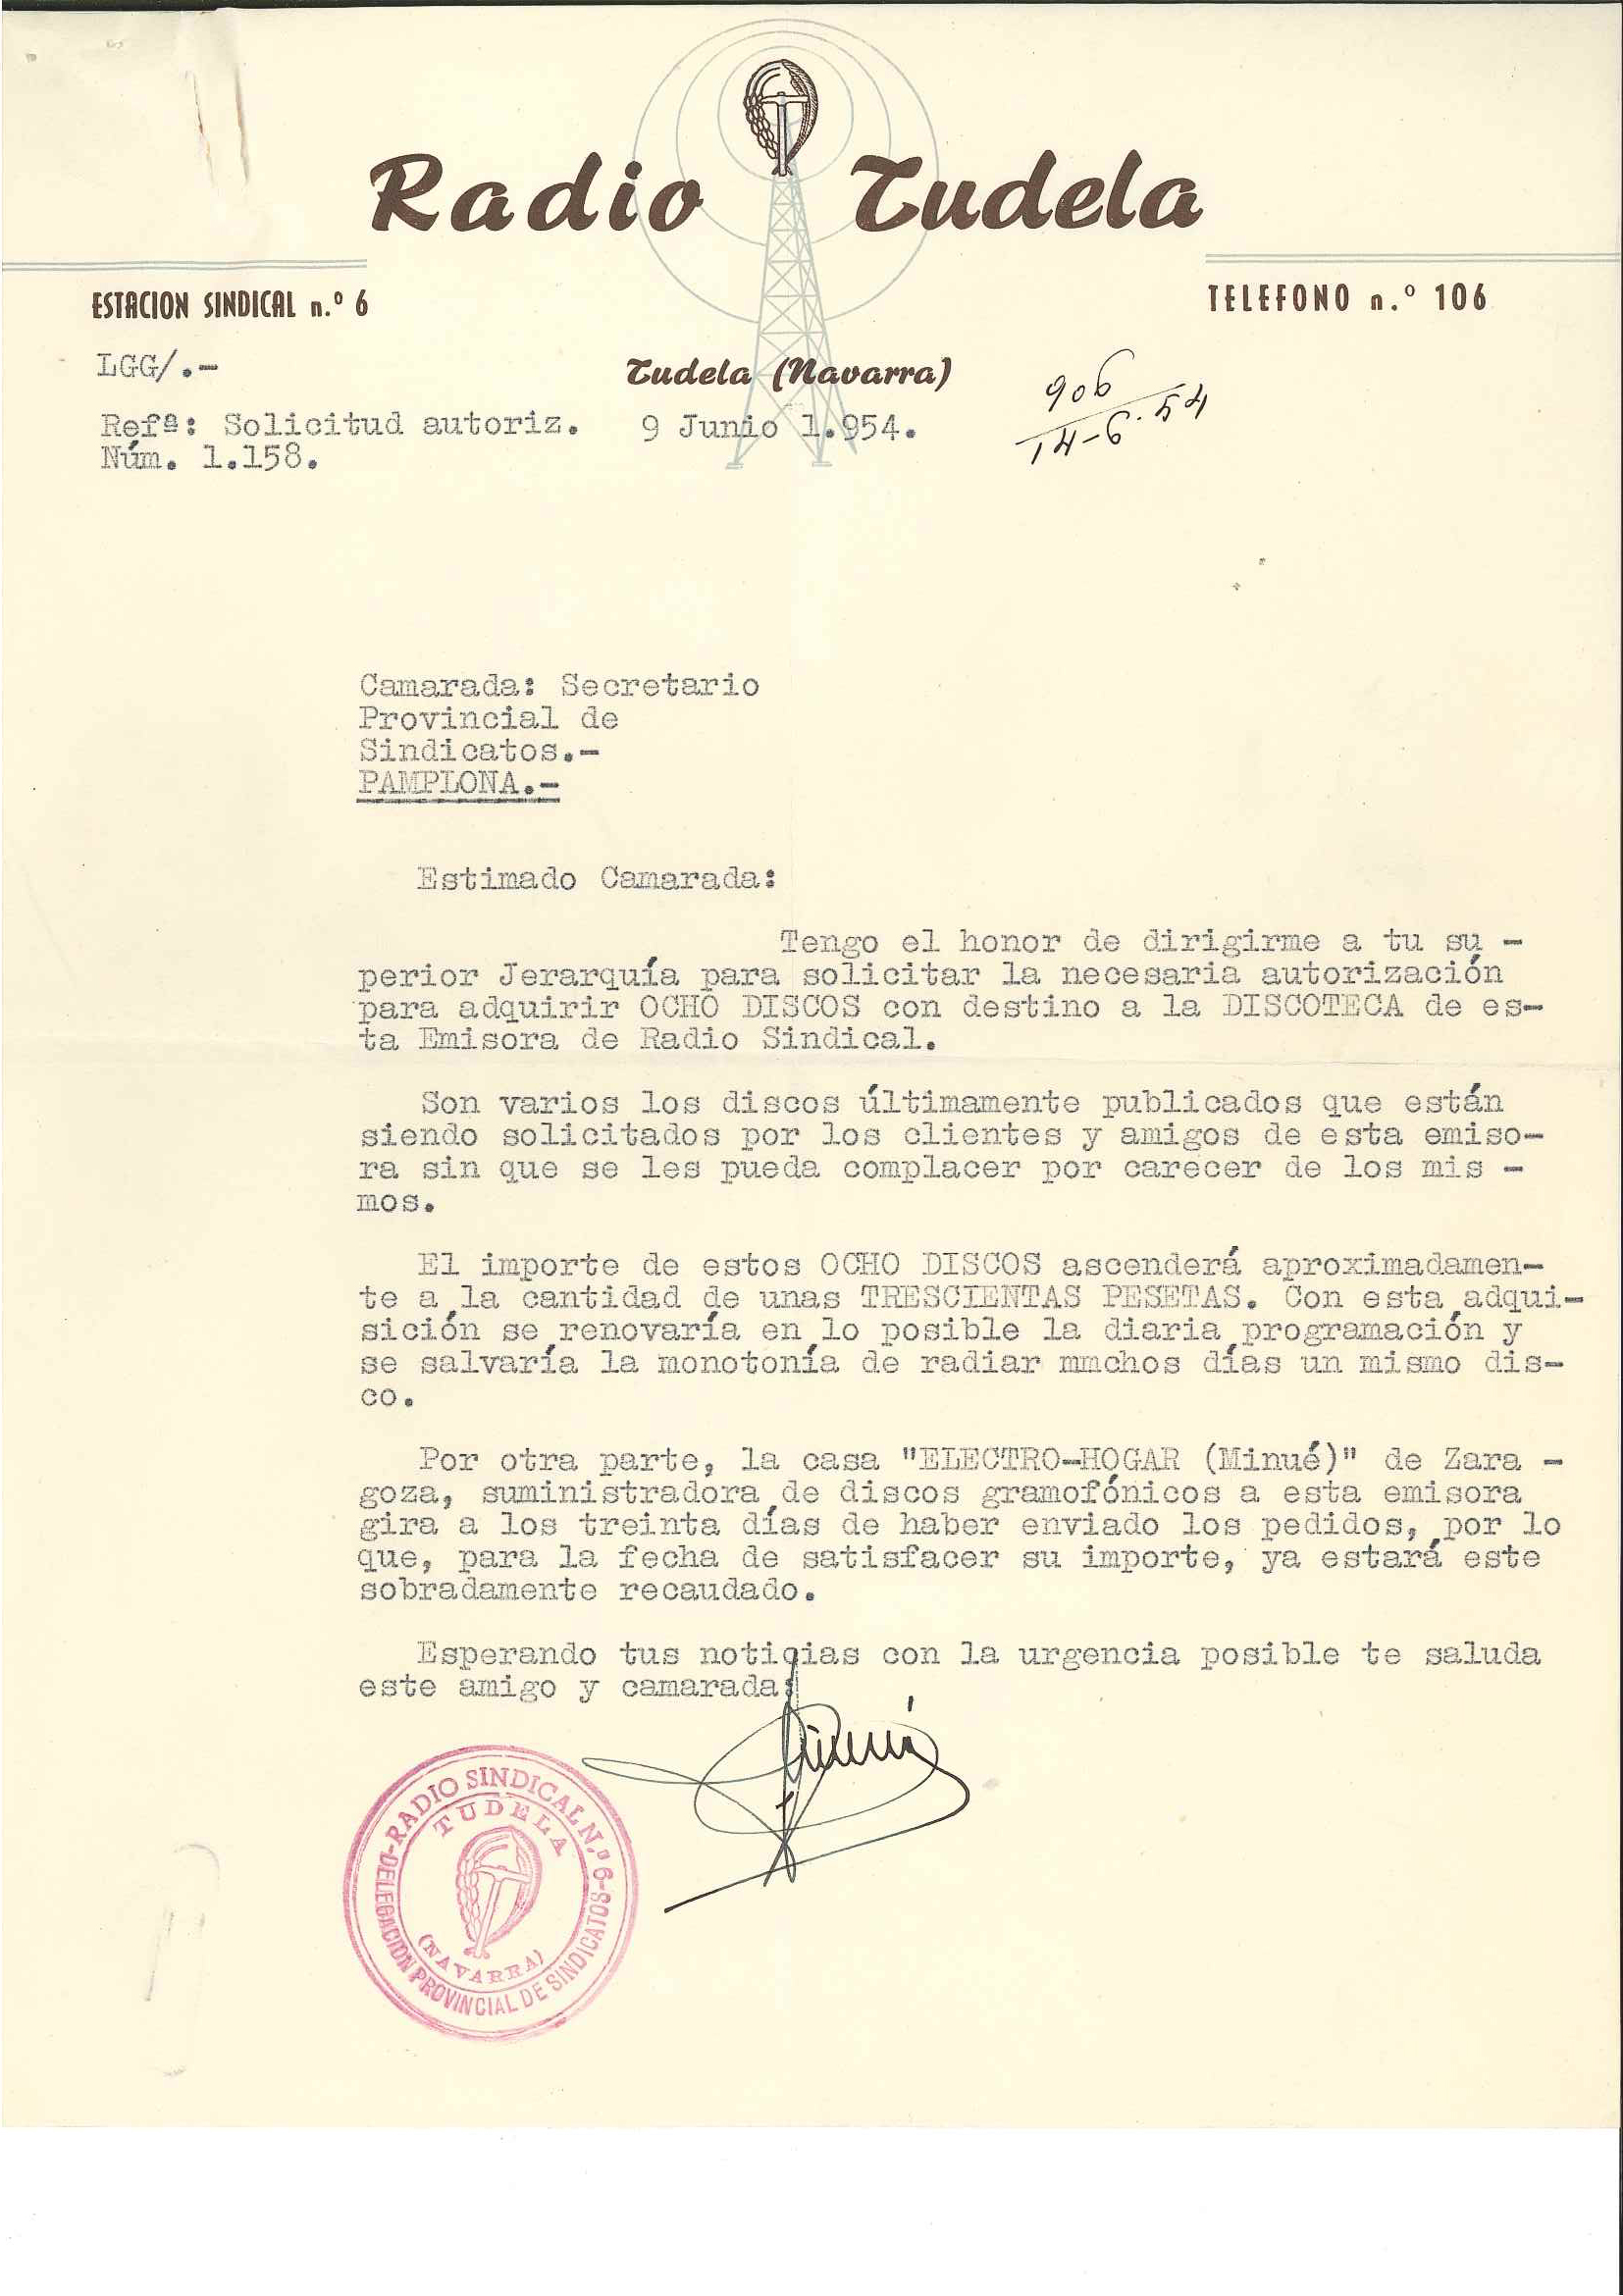 Radio Tudela
ESTACION SINDICAL n.º 6
TELEFONO n.º 106
LGG/.-
Tudela (Navarra)
906
14-6-54
Refª: Solicitud autoriz.
9 Junio 1.954.
Núm. 1.158.
Camarada: Secretario
Provincial de
Sindicatos.-
PAMPLONA.-
Estimado Camarada:
Tengo el honor de dirigirme a tu su -
perior Jerarquía para solicitar la necesaria autorización
para adquirir OCHO DISCOS con destino a la DISCOTECA de es-
ta Emisora de Radio Sindical.
Son varios los discos últimamente publicados que están
siendo solicitados por los clientes y amigos de esta emiso-
ra sin que se les pueda complacer por carecer de los mis -
mos.
El importe de estos OCHO DISCOS ascenderá aproximadamen-
te a la cantidad de unas TRESCIENTAS PESETAS. Con esta adqui-
sición se renovaría en lo posible la diaria programación y
se salvaría la monotonía de radiar mmchos días un mismo dis-
co.
Por otra parte, la casa "ELECTRO-HOGAR (Minué)" de Zara -
goza, suministradora de discos gramofónicos a esta emisora
gira a los treinta días de haber enviado los pedidos, por lo
que, para la fecha de satisfacer su importe, ya estará este
sobradamente recaudado.
Esperando tus noticias con la urgencia posible te saluda
este amigo y camarada:
RADIO SINDICAL N.º 6-
TUDELA
(NAVARRA)
-DELEGACION PROVINCIAL DE SINDICATOS-